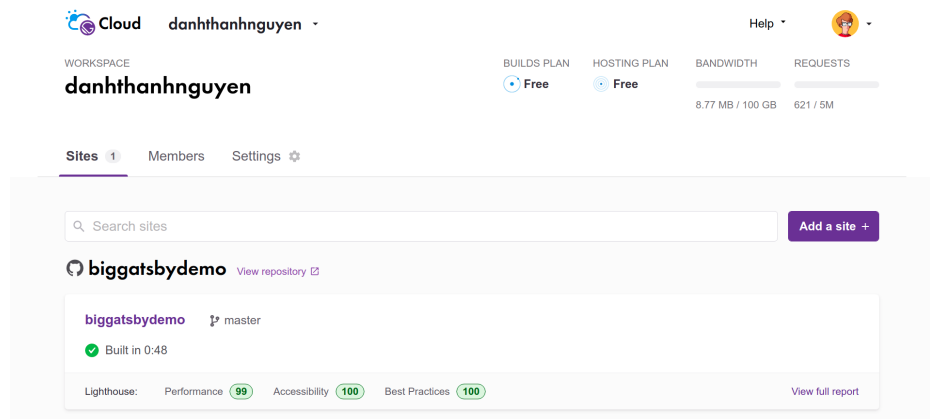 Cloud danhthanhnguyen Help
WORKSPACE BUILDS PLAN HOSTING PLAN BANDWIDTH REQUESTS
danhthanhnguyen Free Free
8.77 MB / 100 GB 621 / 5M
Sites 1 Members Settings
Search sites Add a site +
biggatsbydemo View repository
biggatsbydemo master
Built in 0:48
Lighthouse: Performance 99 Accessibility 100 Best Practices 100 View full report